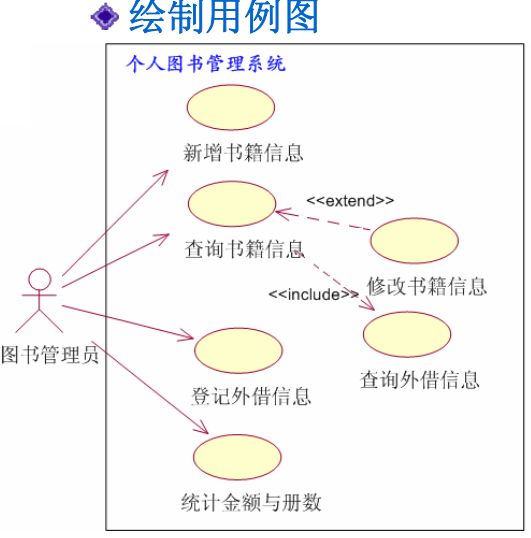 绘制用例图
个人图书管理系统
新增书籍信息
<<extend>>
查询书籍信息
修改书籍信息
<<include>>
图书管理员
查询外借信息
登记外借信息
统计金额与册数